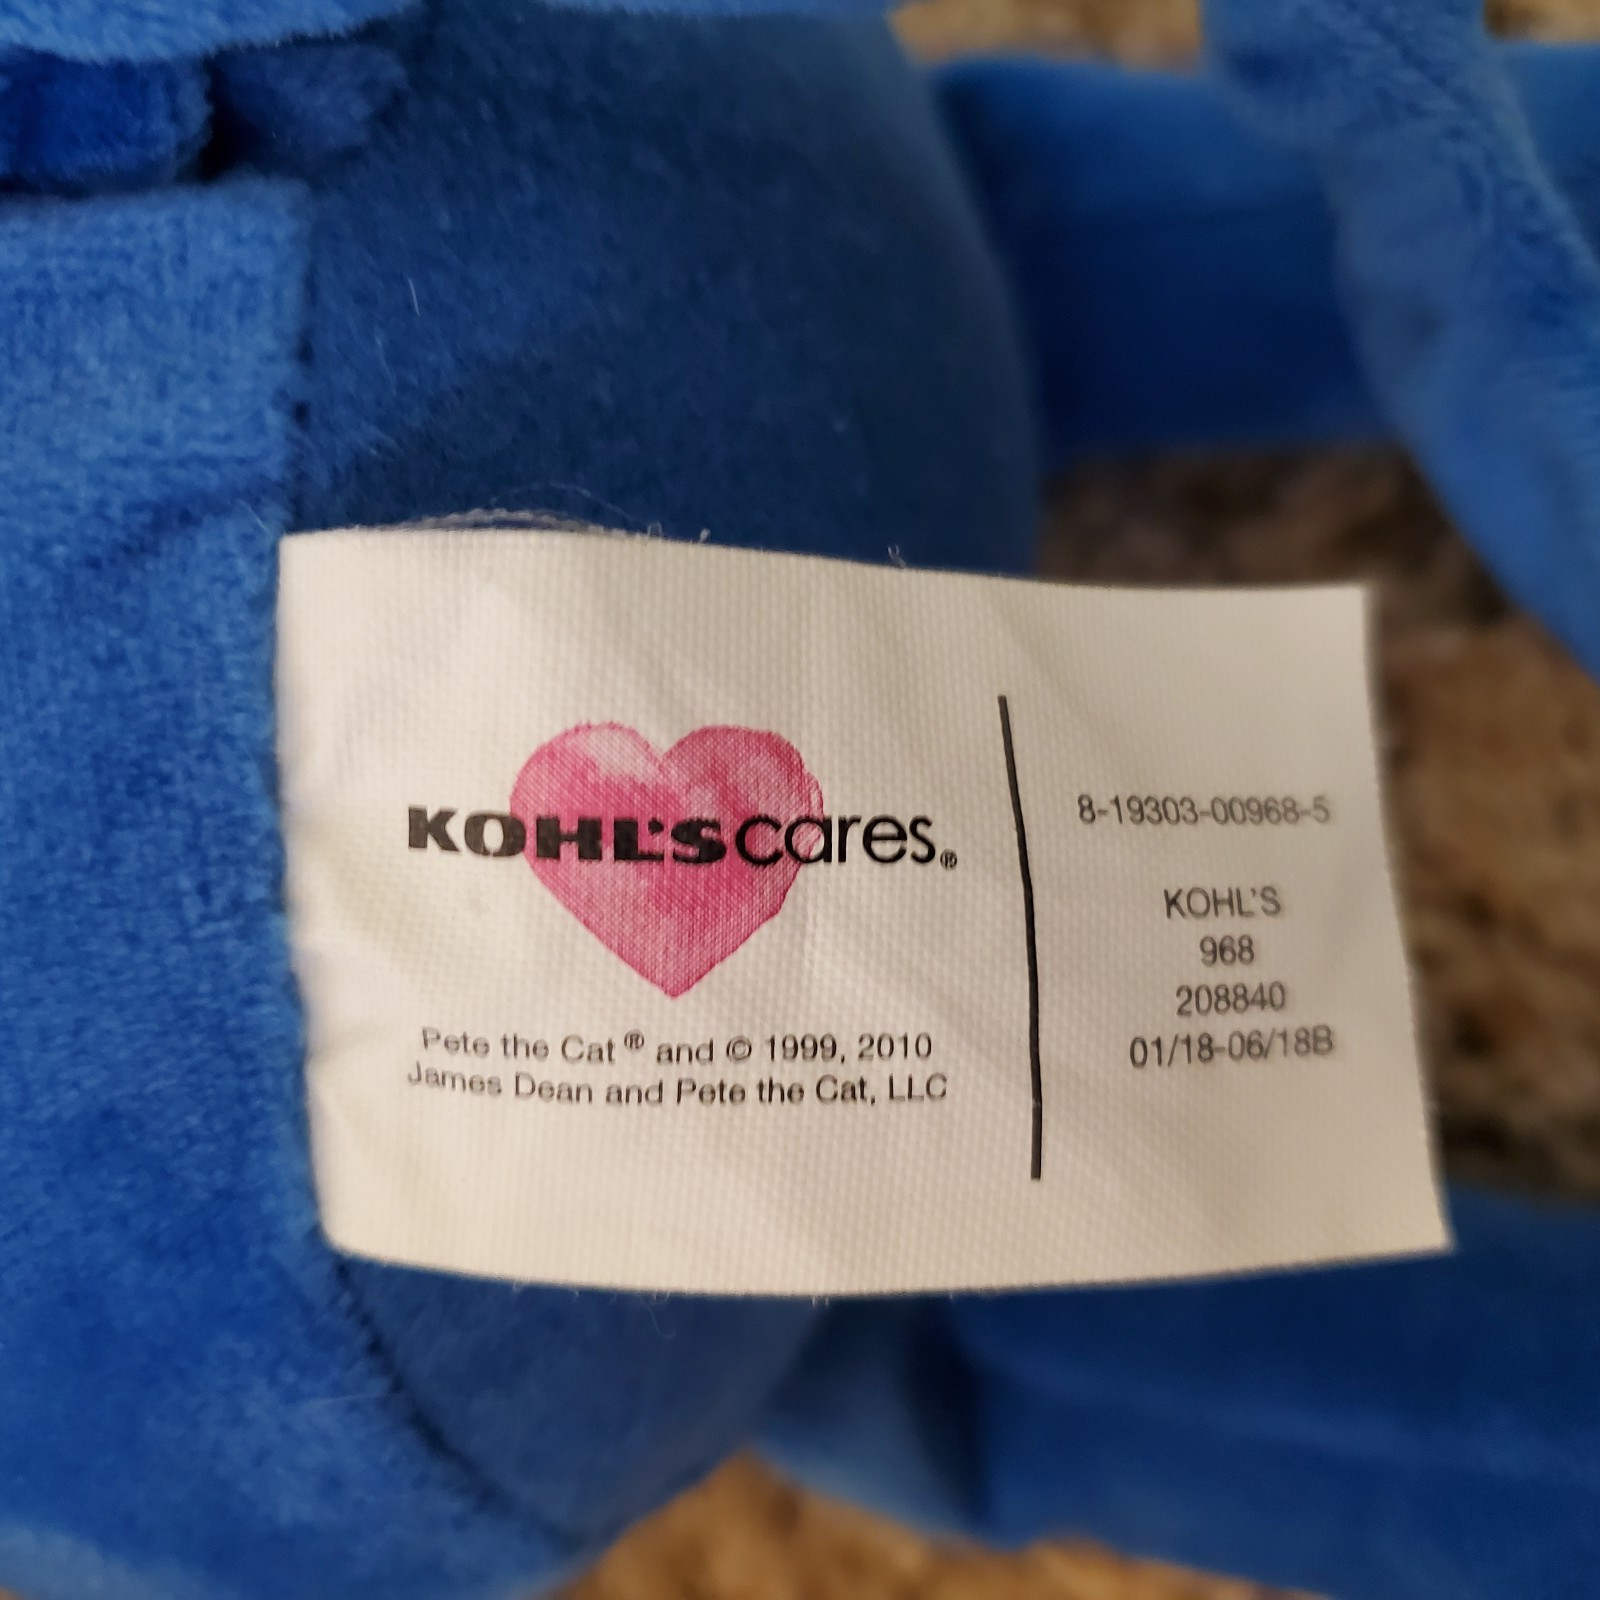 KOHL'S cares®
Pete the Cat® and © 1999, 2010
James Dean and Pete the Cat, LLC
8-19303-00968-5
KOHL'S
968
208840
01/18-06/18B